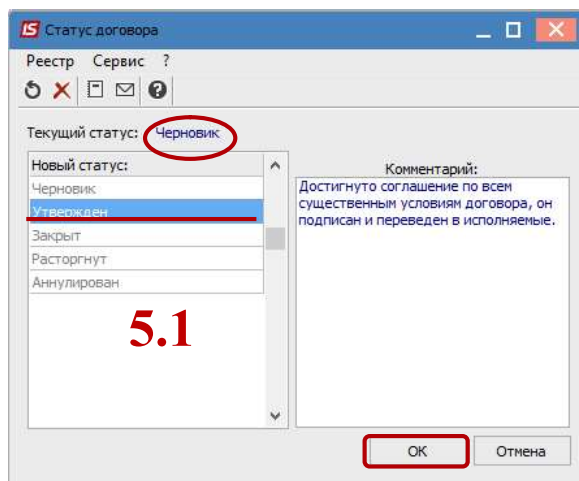 IS Статус договора
Реестр Сервис ?
Текущий статус: Черновик
Новый статус:
Черновик
Утвержден
Закрыт
Расторгнут
Аннулирован
5.1
Комментарий:
Достигнуто соглашение по всем
существенным условиям договора, он
подписан и переведен в исполняемые.
ОК Отмена